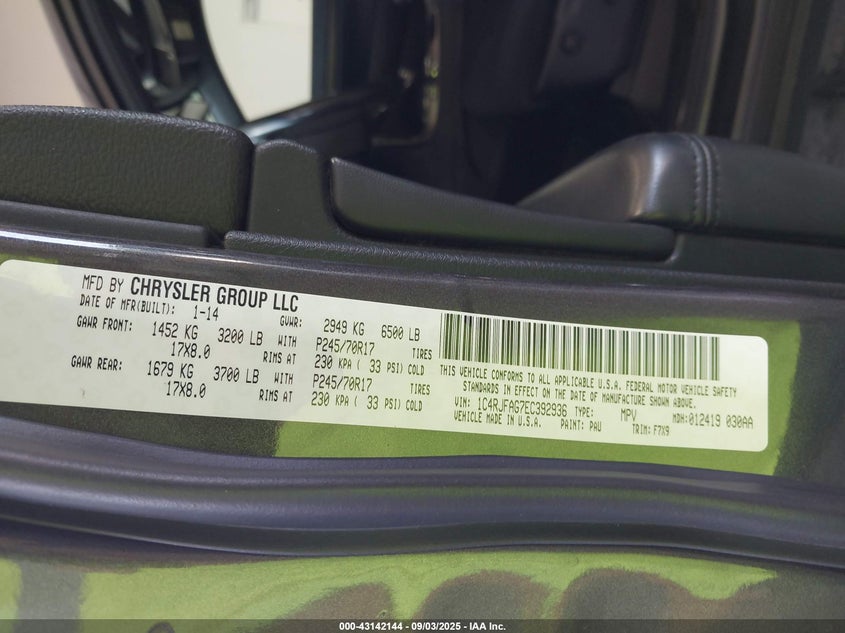 MFD BY CHRYSLER GROUP LLC
DATE OF MFR(BUILT): 1-14 GVWR: 2949 KG 6500 LB
GAWR FRONT: 1452 KG 3200 LB WITH P245/70R17 TIRES
17X8.0 RIMS AT 230 KPA ( 33 PSI) COLD
GAWR REAR: 1679 KG 3700 LB WITH P245/70R17 TIRES
17X8.0 RIMS AT 230 KPA ( 33 PSI) COLD
THIS VEHICLE CONFORMS TO ALL APPLICABLE U.S.A. FEDERAL MOTOR VEHICLE SAFETY
STANDARDS IN EFFECT ON THE DATE OF MANUFACTURE SHOWN ABOVE.
VIN: 1C4RJFAG7EC392936 TYPE: MPV MDH:012419 030AA
VEHICLE MADE IN U.S.A. PAINT: PAU TRIM: F7X9
000-43142144 - 09/03/2025 - IAA Inc.